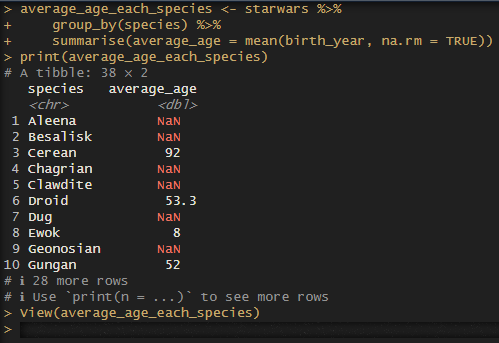 > average_age_each_species <- starwars %>%
+     group_by(species) %>%
+     summarise(average_age = mean(birth_year, na.rm = TRUE))
> print(average_age_each_species)
# A tibble: 38 × 2
   species   average_age
   <chr>           <dbl>
 1 Aleena          NaN
 2 Besalisk        NaN
 3 Cerean           92
 4 Chagrian        NaN
 5 Clawdite        NaN
 6 Droid            53.3
 7 Dug             NaN
 8 Ewok              8
 9 Geonosian       NaN
10 Gungan           52
# ℹ 28 more rows
# ℹ Use `print(n = ...)` to see more rows
> View(average_age_each_species)
>